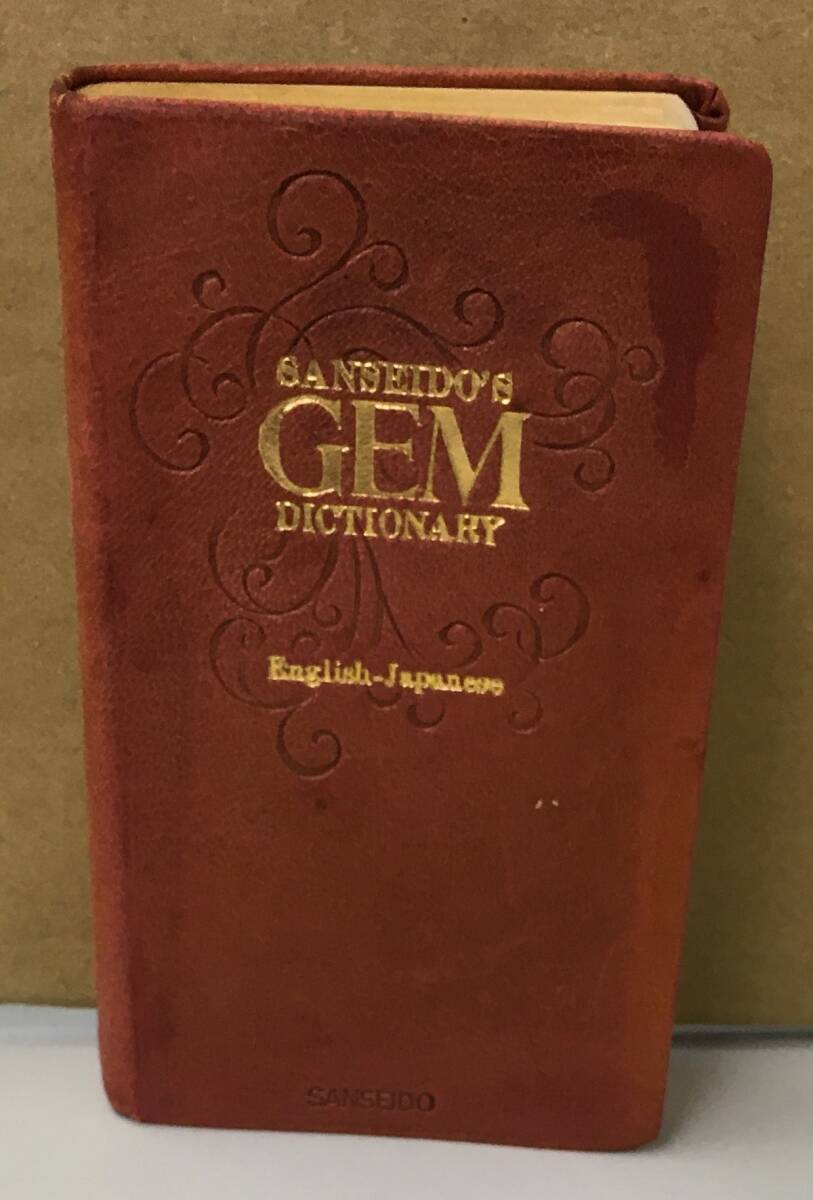 SANSEIDO'S
GEM
DICTIONARY
English-Japanese
SANSEIDO